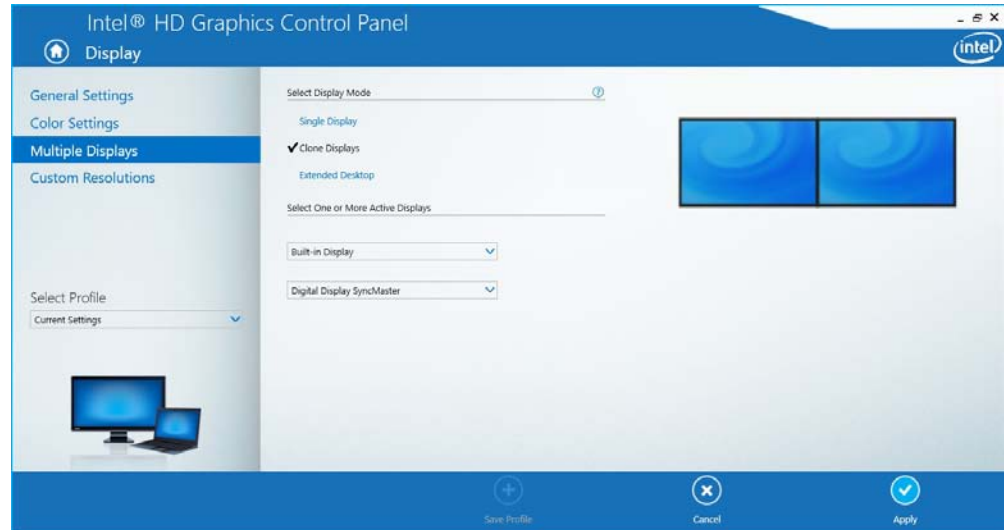 Intel® HD Graphics Control Panel
Display
intel
General Settings
Color Settings
Multiple Displays
Custom Resolutions
Select Profile
Current Settings
Select Display Mode
?
Single Display
Clone Displays
Extended Desktop
Select One or More Active Displays
Built-in Display
Digital Display SyncMaster
Save Profile
Cancel
Apply